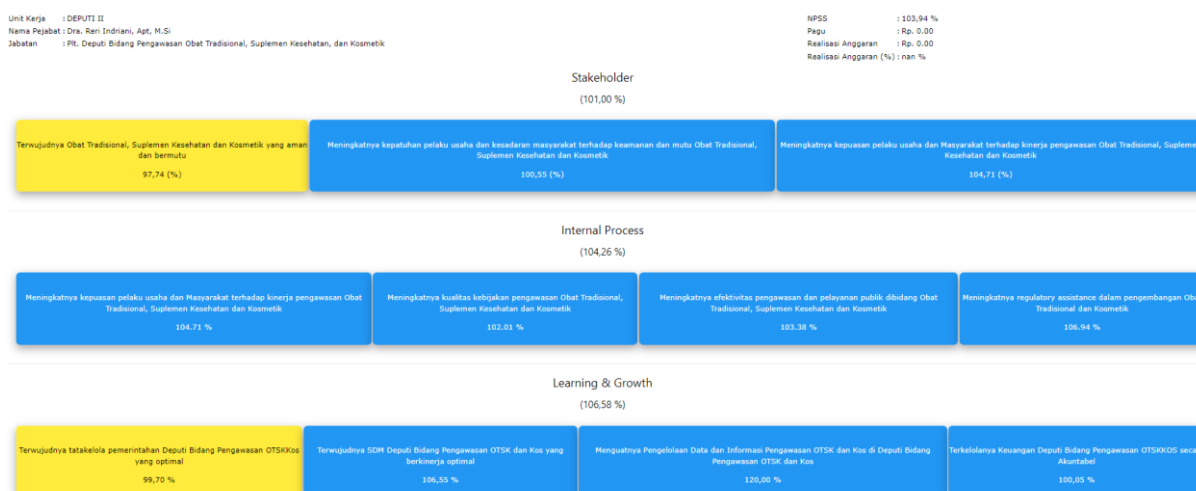 Unit Kerja : DEPUTI II
Nama Pejabat : Dra. Reri Indriani, Apt, M.Si
Jabatan : Plt. Deputi Bidang Pengawasan Obat Tradisional, Suplemen Kesehatan, dan Kosmetik
NPSS : 103,94 %
Pagu : Rp. 0.00
Realisasi Anggaran : Rp. 0.00
Realisasi Anggaran (%) : nan %
Stakeholder
(101,00 %)
Terwujudnya Obat Tradisional, Suplemen Kesehatan dan Kosmetik yang aman
dan bermutu
97,74 (%)
Meningkatnya kepatuhan pelaku usaha dan kesadaran masyarakat terhadap keamanan dan mutu Obat Tradisional,
Suplemen Kesehatan dan Kosmetik
100,55 (%)
Meningkatnya kepuasan pelaku usaha dan Masyarakat terhadap kinerja pengawasan Obat Tradisional, Supleme
Kesehatan dan Kosmetik
104,71 (%)
Internal Process
(104,26 %)
Meningkatnya kepuasan pelaku usaha dan Masyarakat terhadap kinerja pengawasan Obat
Tradisional, Suplemen Kesehatan dan Kosmetik
104.71 %
Meningkatnya kualitas kebijakan pengawasan Obat Tradisional,
Suplemen Kesehatan dan Kosmetik
102.01 %
Meningkatnya efektivitas pengawasan dan pelayanan publik dibidang Obat
Tradisional, Suplemen Kesehatan dan Kosmetik
103.38 %
Meningkatnya regulatory assistance dalam pengembangan Oba
Tradisional dan Kosmetik
106.94 %
Learning & Growth
(106,58 %)
Terwujudnya tatakelola pemerintahan Deputi Bidang Pengawasan OTSKKos
yang optimal
99,70 %
Terwujudnya SDM Deputi Bidang Pengawasan OTSK dan Kos yang
berkinerja optimal
106,55 %
Menguatnya Pengelolaan Data dan Informasi Pengawasan OTSK dan Kos di Deputi Bidang
Pengawasan OTSK dan Kos
120,00 %
Terkelolanya Keuangan Deputi Bidang Pengawasan OTSKKOS seca
Akuntabel
100,05 %